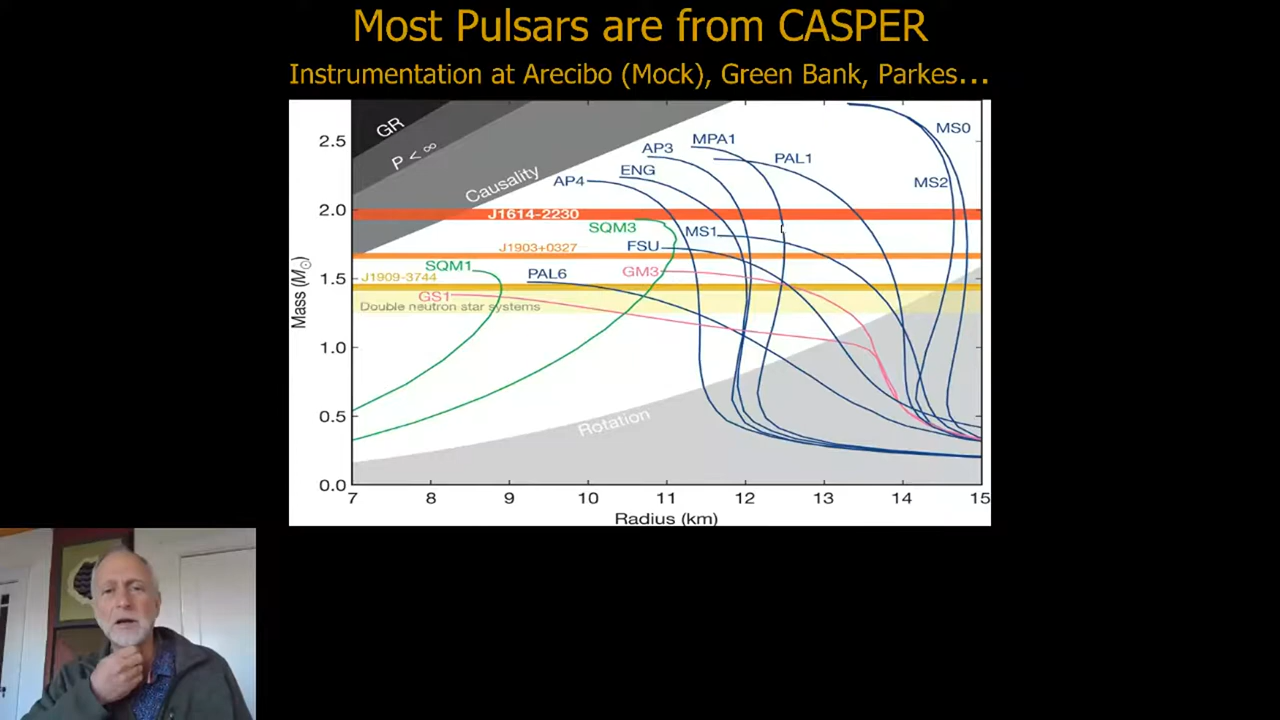 Most Pulsars are from CASPER
Instrumentation at Arecibo (Mock), Green Bank, Parkes...
GR
P < ∞
Causality
AP4
ENG
AP3
MPA1
PAL1
MS0
MS2
J1614-2230
SQM3
MS1
FSU
J1903+0327
SQM1
GM3
J1909-3744
PAL6
GS1
Double neutron star systems
Rotation
2.5
2.0
1.5
1.0
0.5
0.0
Mass (M☉)
7 8 9 10 11 12 13 14 15
Radius (km)